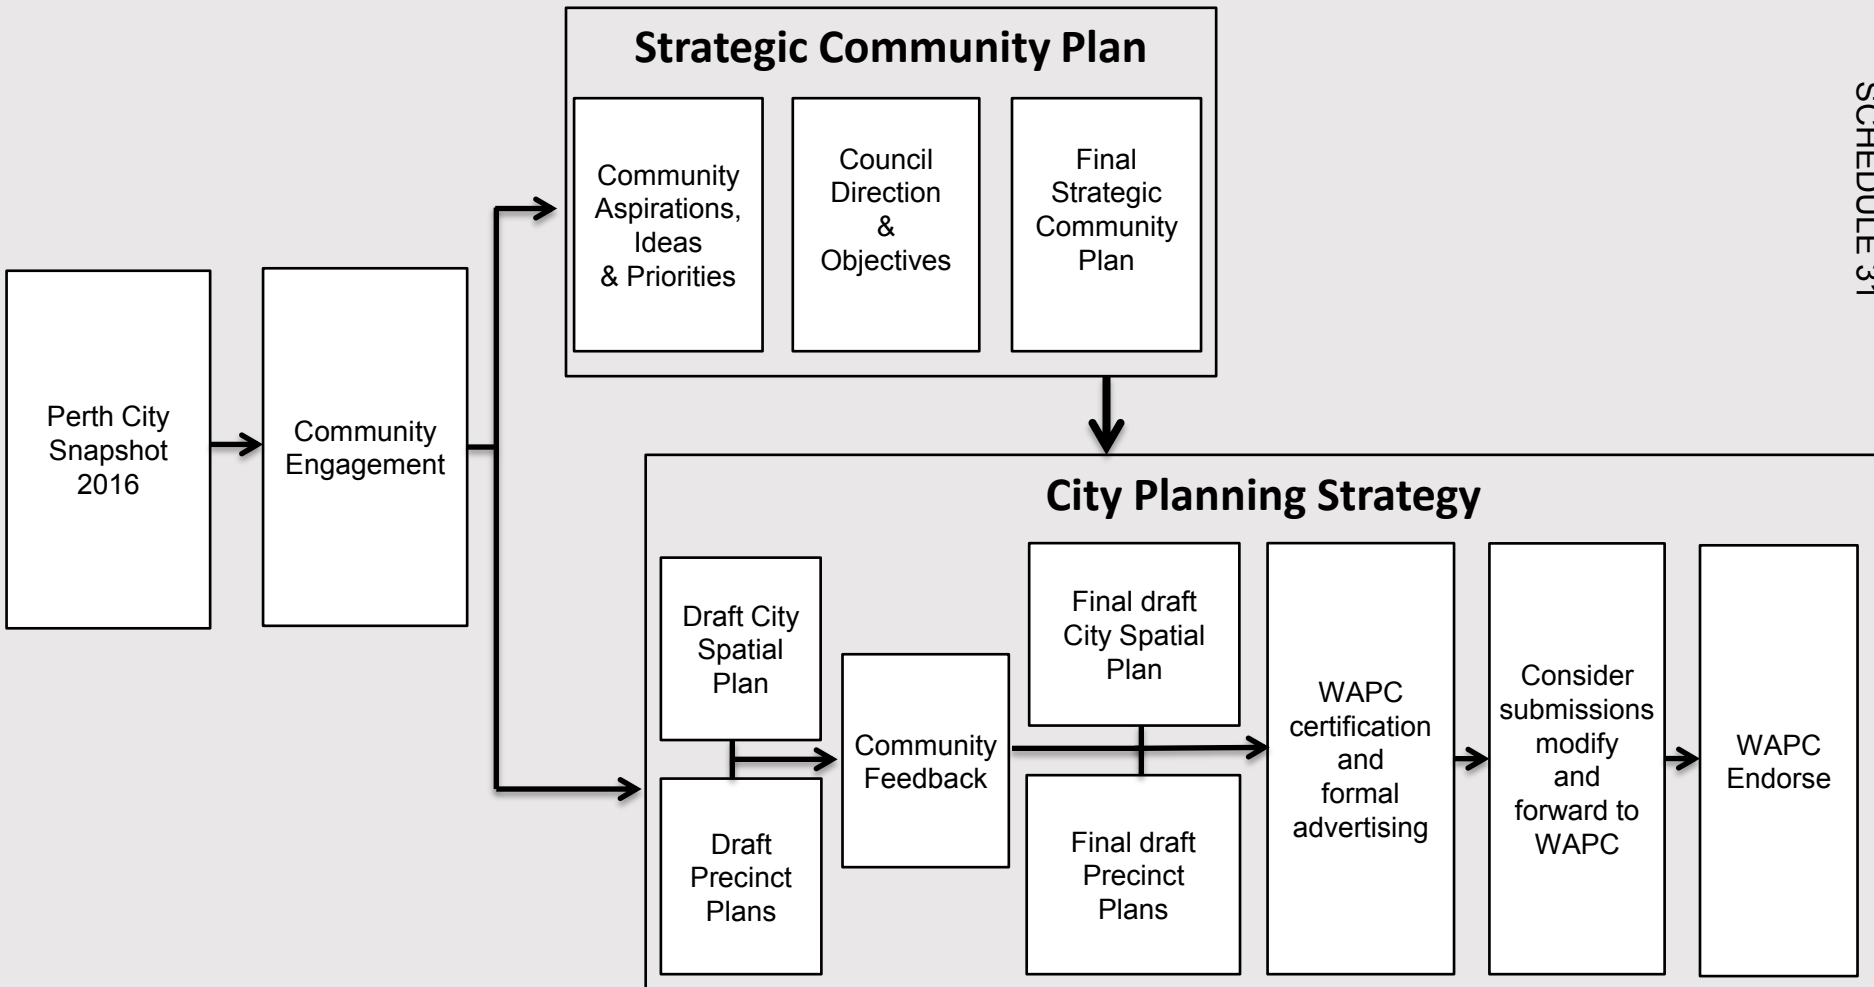 SCHEDULE 31
Strategic Community Plan
Community
Aspirations,
Ideas
& Priorities
Council
Direction
&
Objectives
Final
Strategic
Community
Plan
Perth City
Snapshot
2016
Community
Engagement
City Planning Strategy
Draft City
Spatial
Plan
Draft
Precinct
Plans
Community
Feedback
Final draft
City Spatial
Plan
Final draft
Precinct
Plans
WAPC
certification
and
formal
advertising
Consider
submissions
modify
and
forward to
WAPC
WAPC
Endorse